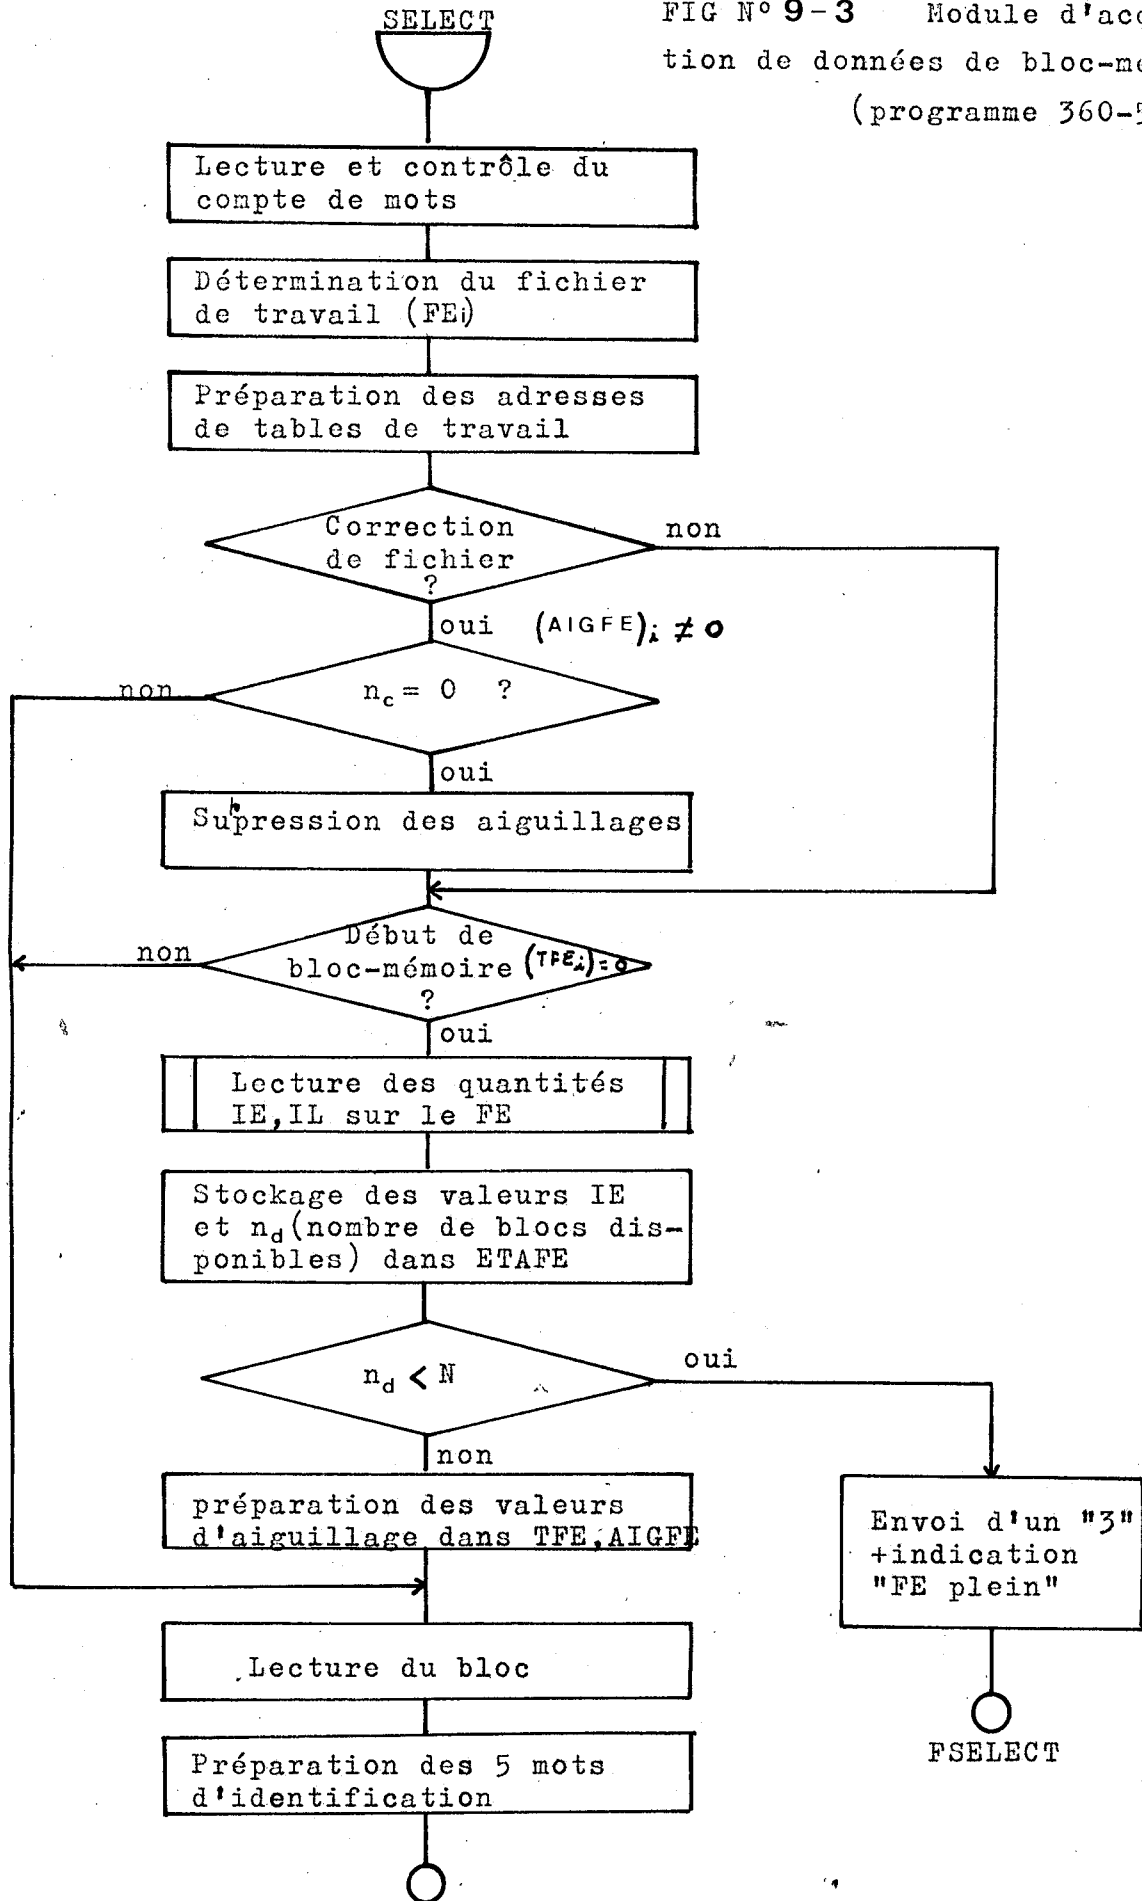 SELECT
FIG Nº 9-3 Module d'acq
tion de données de bloc-mé
(programme 360-5
Lecture et contrôle du
compte de mots
Détermination du fichier
de travail (FEi)
Préparation des adresses
de tables de travail
Correction
de fichier
?
non
oui (AIGFE)i ≠ 0
nc = 0 ?
non
oui
Suppression des aiguillages
Début de
bloc-mémoire (TFEi)=0
?
non
oui
Lecture des quantités
IE,IL sur le FE
Stockage des valeurs IE
et nd(nombre de blocs dis-
ponibles) dans ETAFE
nd < N
oui
non
préparation des valeurs
d'aiguillage dans TFE,AIGFE
Envoi d'un "3"
+indication
"FE plein"
Lecture du bloc
FSELECT
Préparation des 5 mots
d'identification